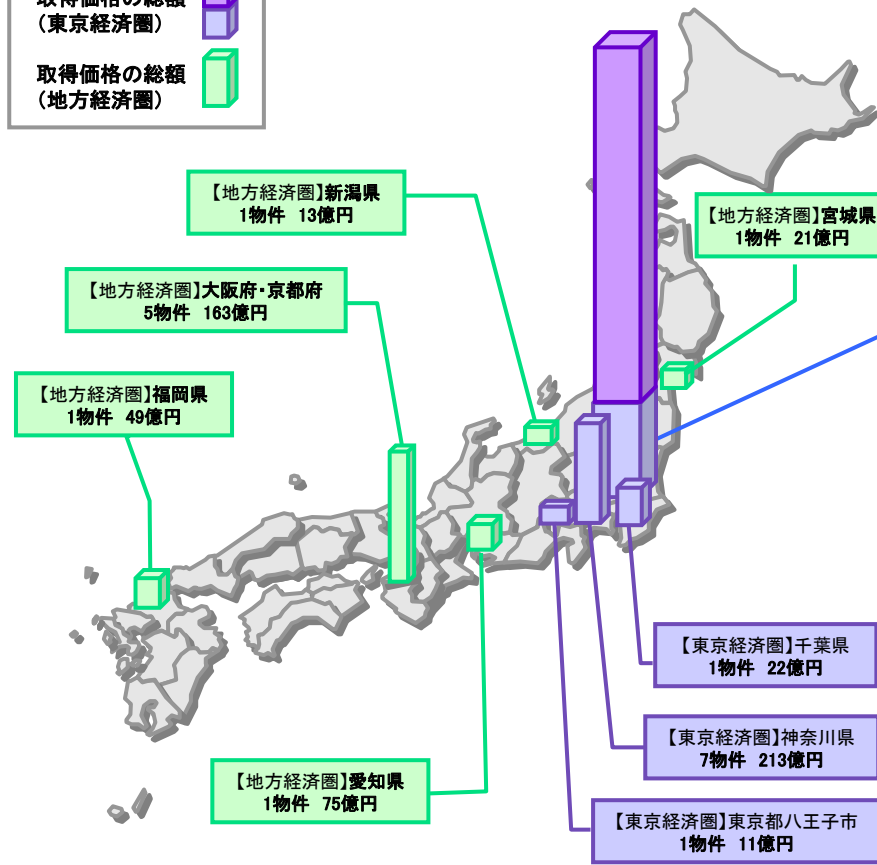 取得価格の総額
（東京経済圏）
取得価格の総額
（地方経済圏）
【地方経済圏】新潟県
1物件 13億円
【地方経済圏】宮城県
1物件 21億円
【地方経済圏】大阪府・京都府
5物件 163億円
【地方経済圏】福岡県
1物件 49億円
【東京経済圏】千葉県
1物件 22億円
【東京経済圏】神奈川県
7物件 213億円
【地方経済圏】愛知県
1物件 75億円
【東京経済圏】東京都八王子市
1物件 11億円